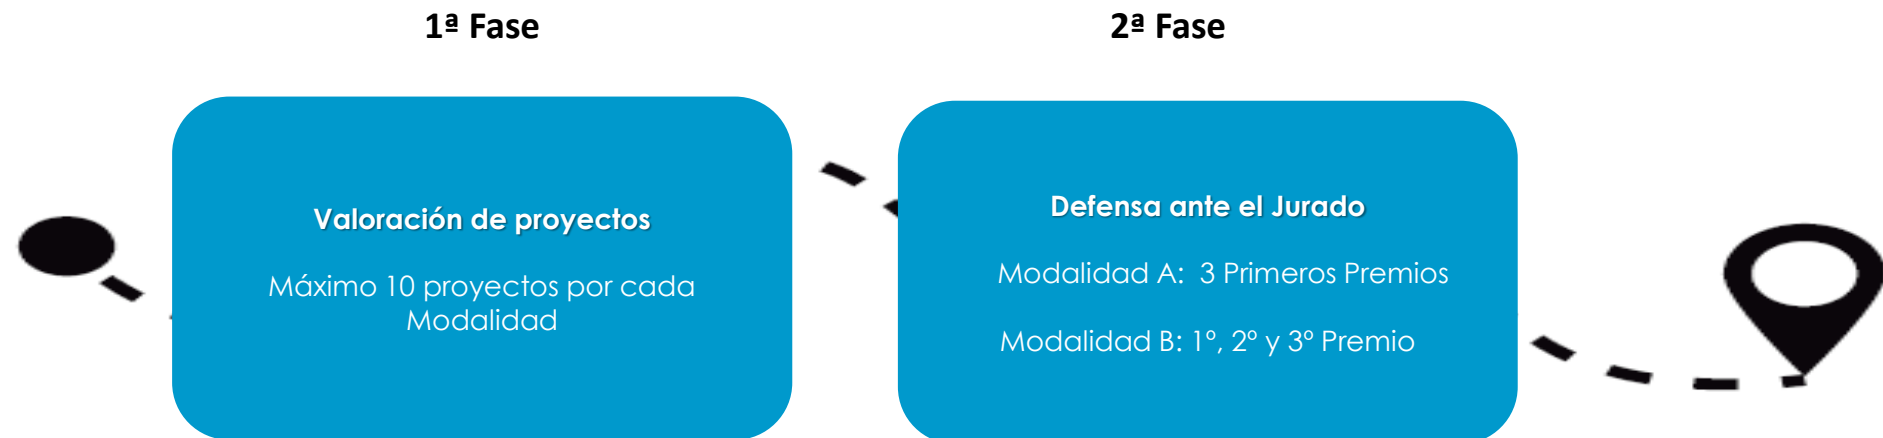 1ª Fase
2ª Fase
Valoración de proyectos
Máximo 10 proyectos por cada
Modalidad
Defensa ante el Jurado
Modalidad A:  3 Primeros Premios
Modalidad B: 1º, 2º y 3º Premio